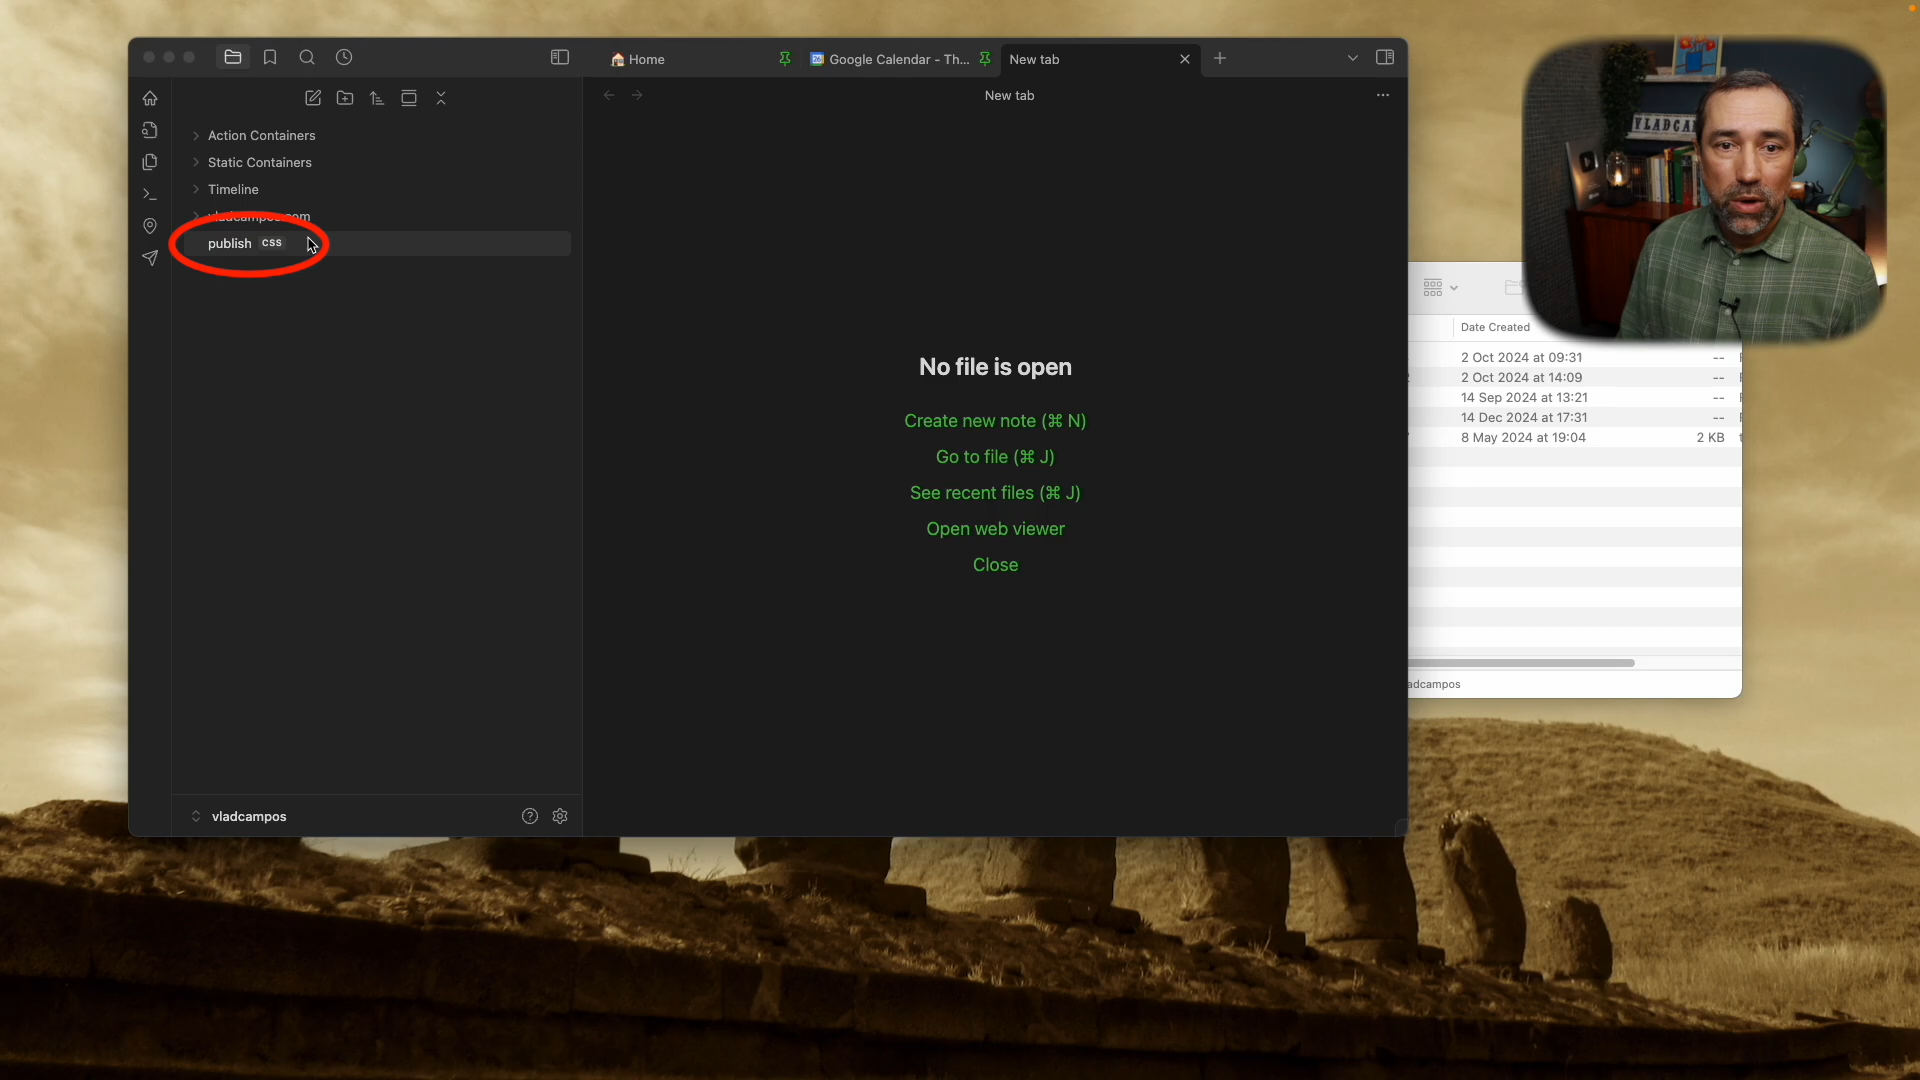 Home
Google Calendar - Th...
New tab
New tab
Action Containers
Static Containers
Timeline
vladcampos.com
publish CSS
No file is open
Create new note (⌘ N)
Go to file (⌘ J)
See recent files (⌘ J)
Open web viewer
Close
vladcampos
VLADCA
Date Created
2 Oct 2024 at 09:31 --
2 Oct 2024 at 14:09 --
14 Sep 2024 at 13:21 --
14 Dec 2024 at 17:31 --
8 May 2024 at 19:04 2 KB
adcampos